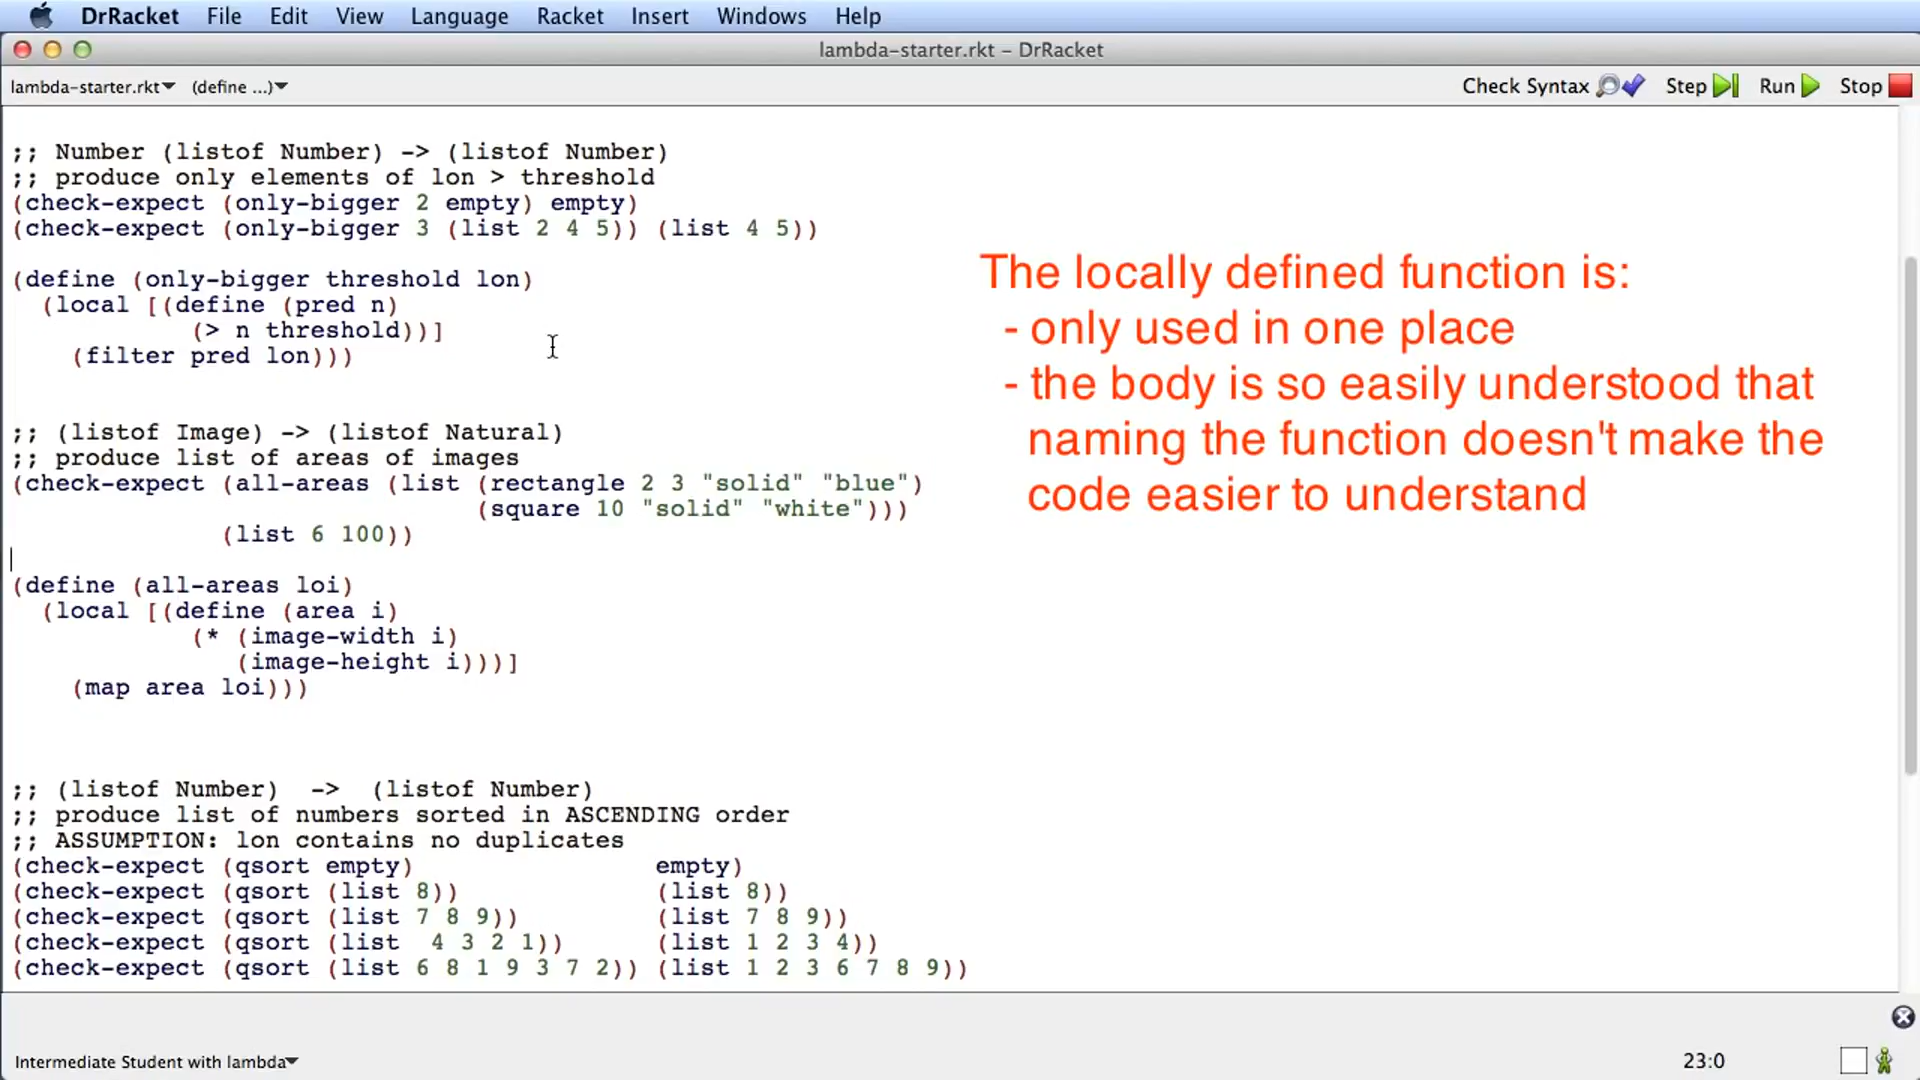 DrRacket File Edit View Language Racket Insert Windows Help
lambda-starter.rkt – DrRacket
lambda-starter.rkt (define ...) Check Syntax Step Run Stop
;; Number (listof Number) -> (listof Number)
;; produce only elements of lon > threshold
(check-expect (only-bigger 2 empty) empty)
(check-expect (only-bigger 3 (list 2 4 5)) (list 4 5))
(define (only-bigger threshold lon)
(local [(define (pred n)
(> n threshold))]
(filter pred lon)))
;; (listof Image) -> (listof Natural)
;; produce list of areas of images
(check-expect (all-areas (list (rectangle 2 3 "solid" "blue")
(square 10 "solid" "white")))
(list 6 100))
(define (all-areas loi)
(local [(define (area i)
(* (image-width i)
(image-height i)))]
(map area loi)))
;; (listof Number) -> (listof Number)
;; produce list of numbers sorted in ASCENDING order
;; ASSUMPTION: lon contains no duplicates
(check-expect (qsort empty) empty)
(check-expect (qsort (list 8)) (list 8))
(check-expect (qsort (list 7 8 9)) (list 7 8 9))
(check-expect (qsort (list 4 3 2 1)) (list 1 2 3 4))
(check-expect (qsort (list 6 8 1 9 3 7 2)) (list 1 2 3 6 7 8 9))
The locally defined function is:
- only used in one place
- the body is so easily understood that
naming the function doesn't make the
code easier to understand
Intermediate Student with lambda 23:0